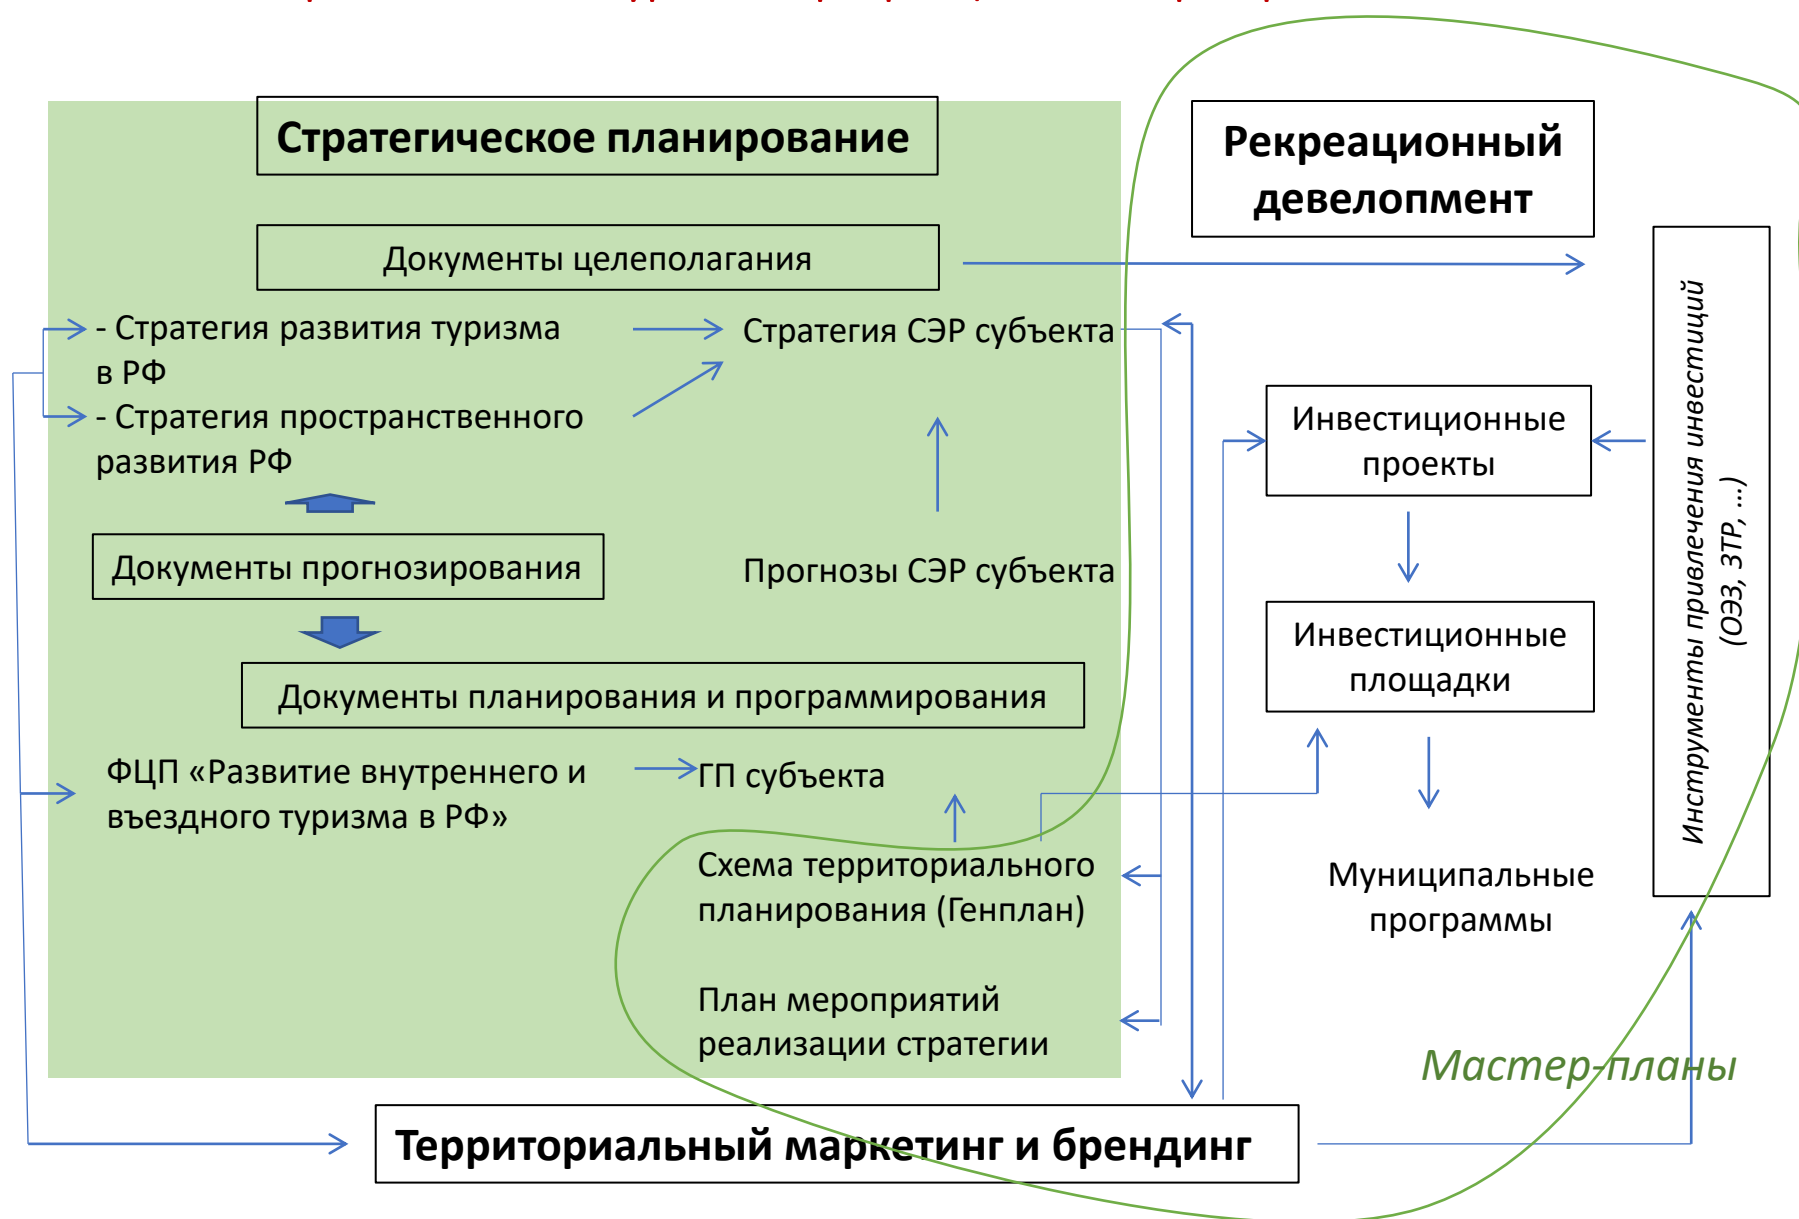 Стратегическое планирование
Рекреационный
девелопмент
Документы целеполагания
- Стратегия развития туризма
в РФ
- Стратегия пространственного
развития РФ
Стратегия СЭР субъекта
Документы прогнозирования
Прогнозы СЭР субъекта
Документы планирования и программирования
ФЦП «Развитие внутреннего и
въездного туризма в РФ»
ГП субъекта
Схема территориального
планирования (Генплан)
План мероприятий
реализации стратегии
Инвестиционные
проекты
Инвестиционные
площадки
Муниципальные
программы
Инструменты привлечения инвестиций
(ОЭЗ, ЗТР, ...)
Мастер-планы
Территориальный маркетинг и брендинг